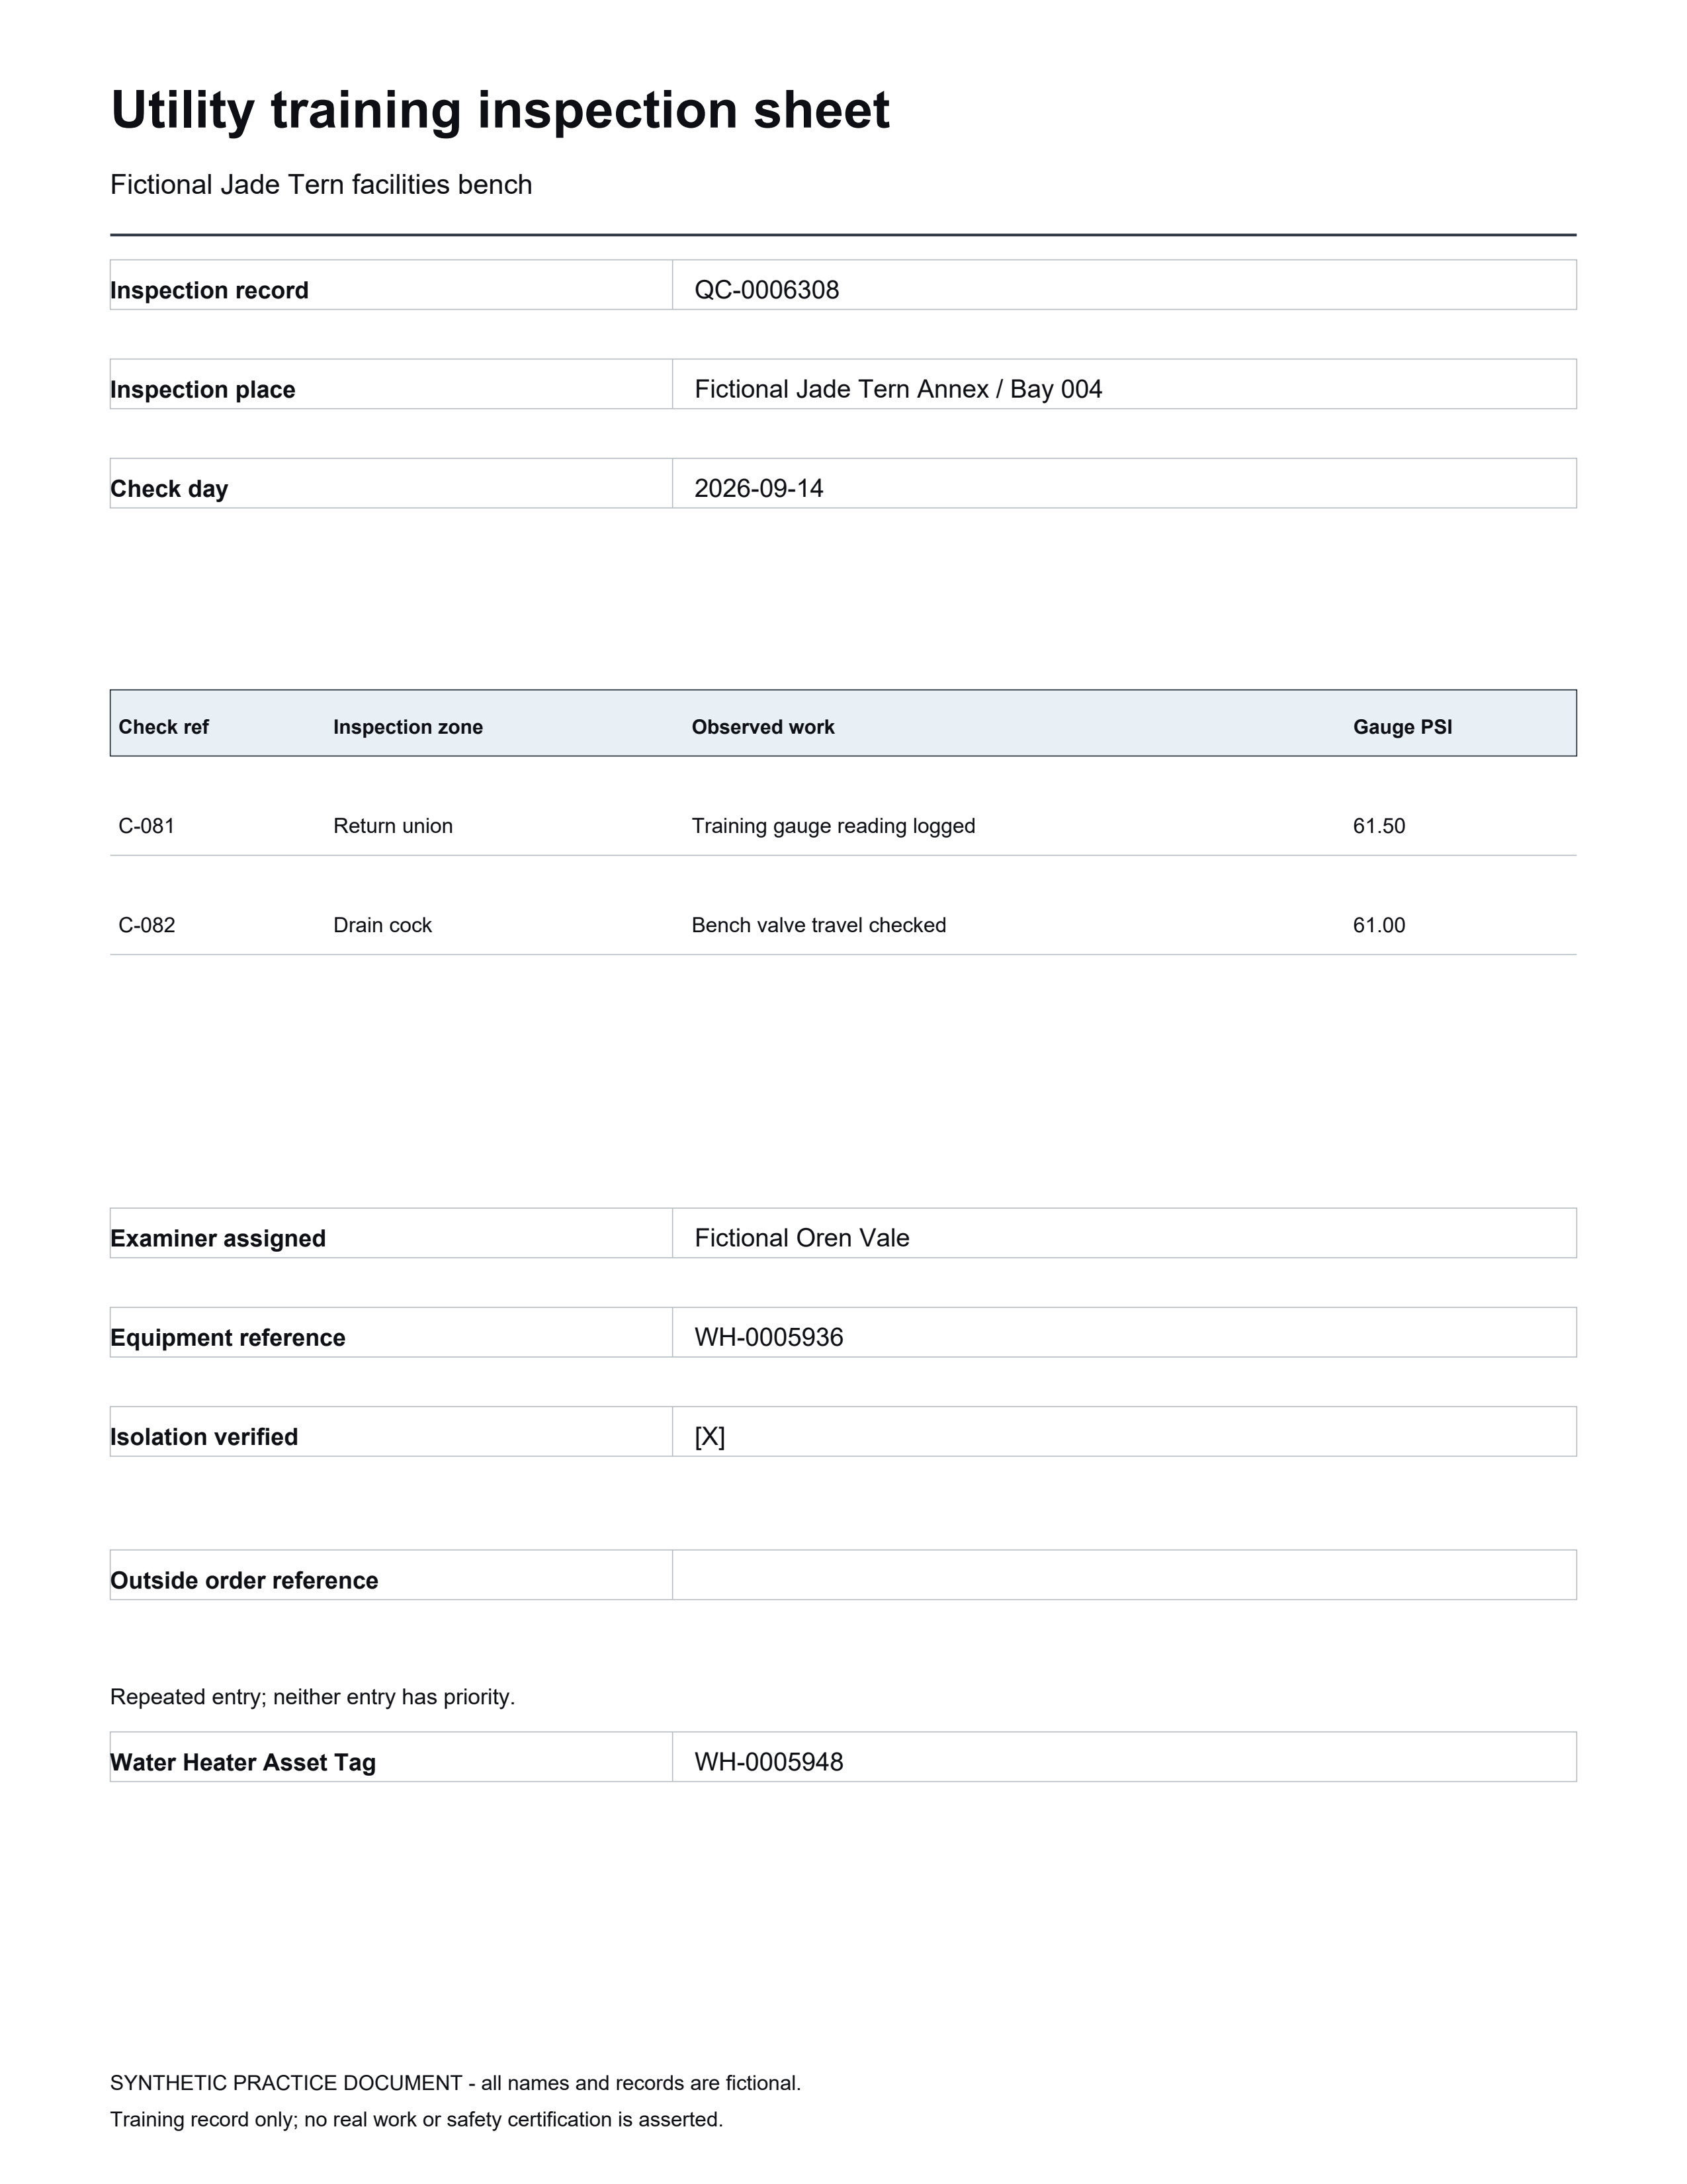 Utility training inspection sheet
Fictional Jade Tern facilities bench
Inspection record QC-0006308
Inspection place Fictional Jade Tern Annex / Bay 004
Check day 2026-09-14
Check ref Inspection zone Observed work Gauge PSI
C-081 Return union Training gauge reading logged 61.50
C-082 Drain cock Bench valve travel checked 61.00
Examiner assigned Fictional Oren Vale
Equipment reference WH-0005936
Isolation verified [X]
Outside order reference
Repeated entry; neither entry has priority.
Water Heater Asset Tag WH-0005948
SYNTHETIC PRACTICE DOCUMENT - all names and records are fictional.
Training record only; no real work or safety certification is asserted.